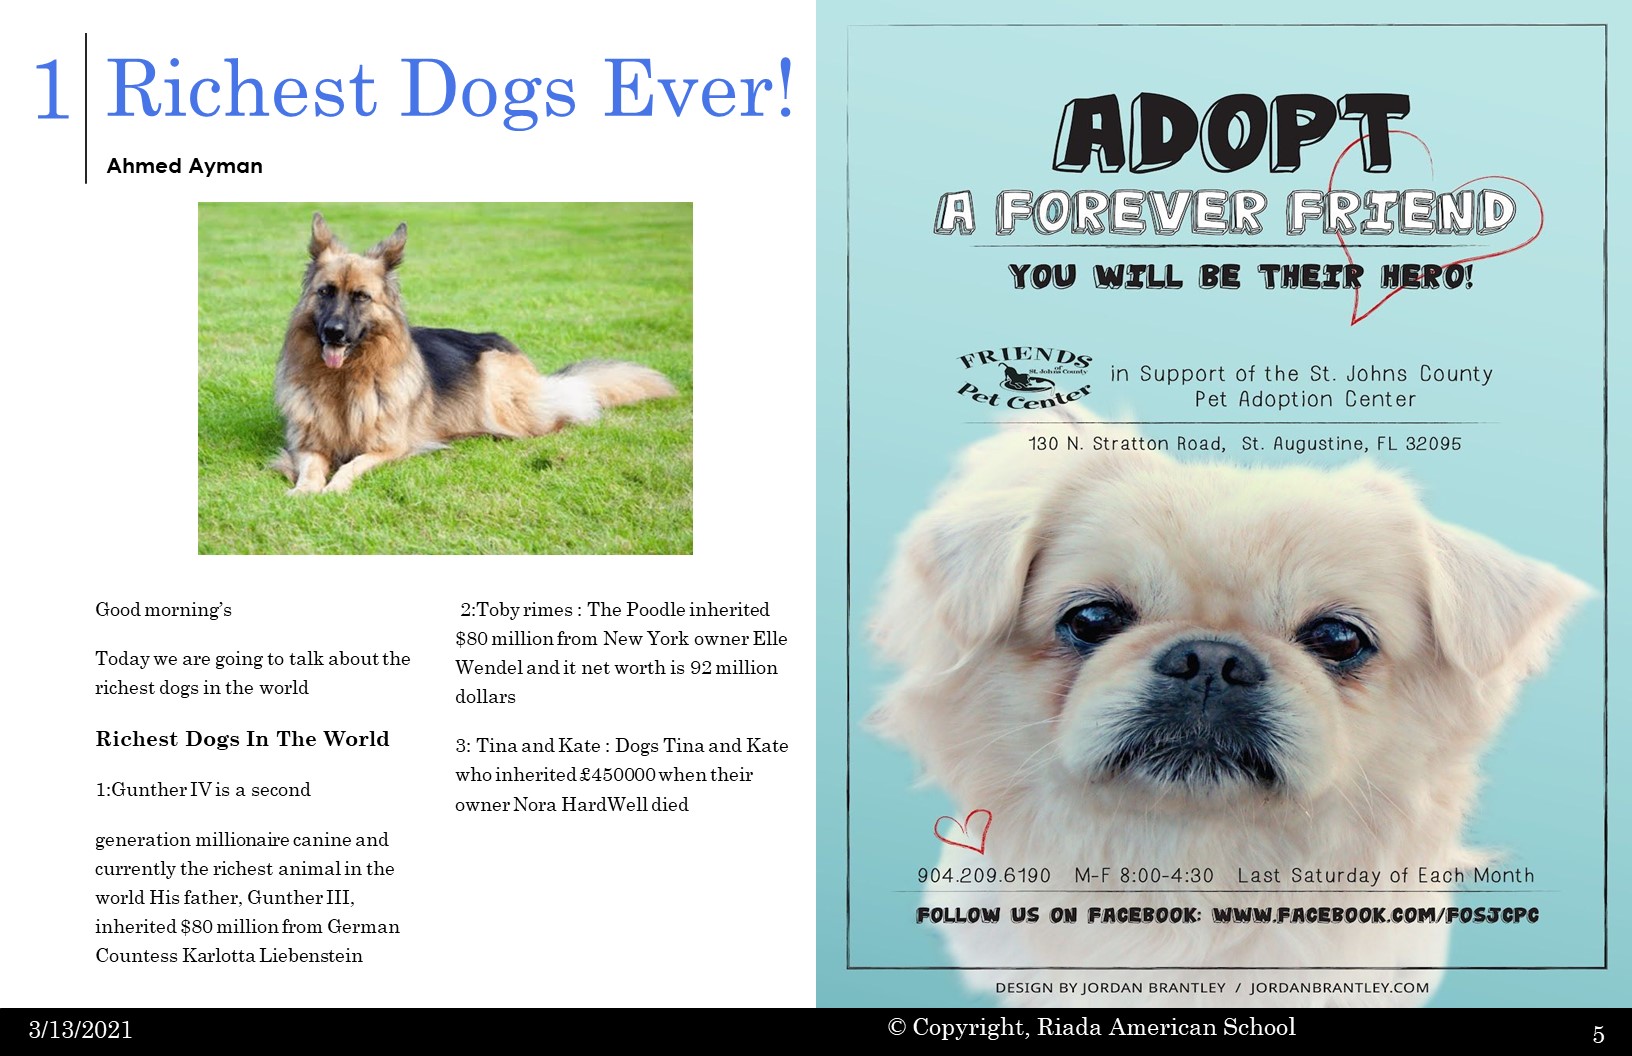 1
Richest Dogs Ever!
Ahmed Ayman
Good morning's
Today we are going to talk about the
richest dogs in the world
Richest Dogs In The World
1:Gunther IV is a second
generation millionaire canine and
currently the richest animal in the
world His father, Gunther III,
inherited $80 million from German
Countess Karlotta Liebenstein
2:Toby rimes : The Poodle inherited
$80 million from New York owner Elle
Wendel and it net worth is 92 million
dollars
3: Tina and Kate : Dogs Tina and Kate
who inherited £450000 when their
owner Nora HardWell died
ADOPT
A FOREVER FRIEND
YOU WILL BE THEIR HERO!
FRIENDS
of
St. Johns County
Pet Center
in Support of the St. Johns County
Pet Adoption Center
130 N. Stratton Road, St. Augustine, FL 32095
904.209.6190 M-F 8:00-4:30 Last Saturday of Each Month
FOLLOW US ON FACEBOOK: WWW.FACEBOOK.COM/FOSJCPC
DESIGN BY JORDAN BRANTLEY / JORDANBRANTLEY.COM
3/13/2021
© Copyright, Riada American School
5